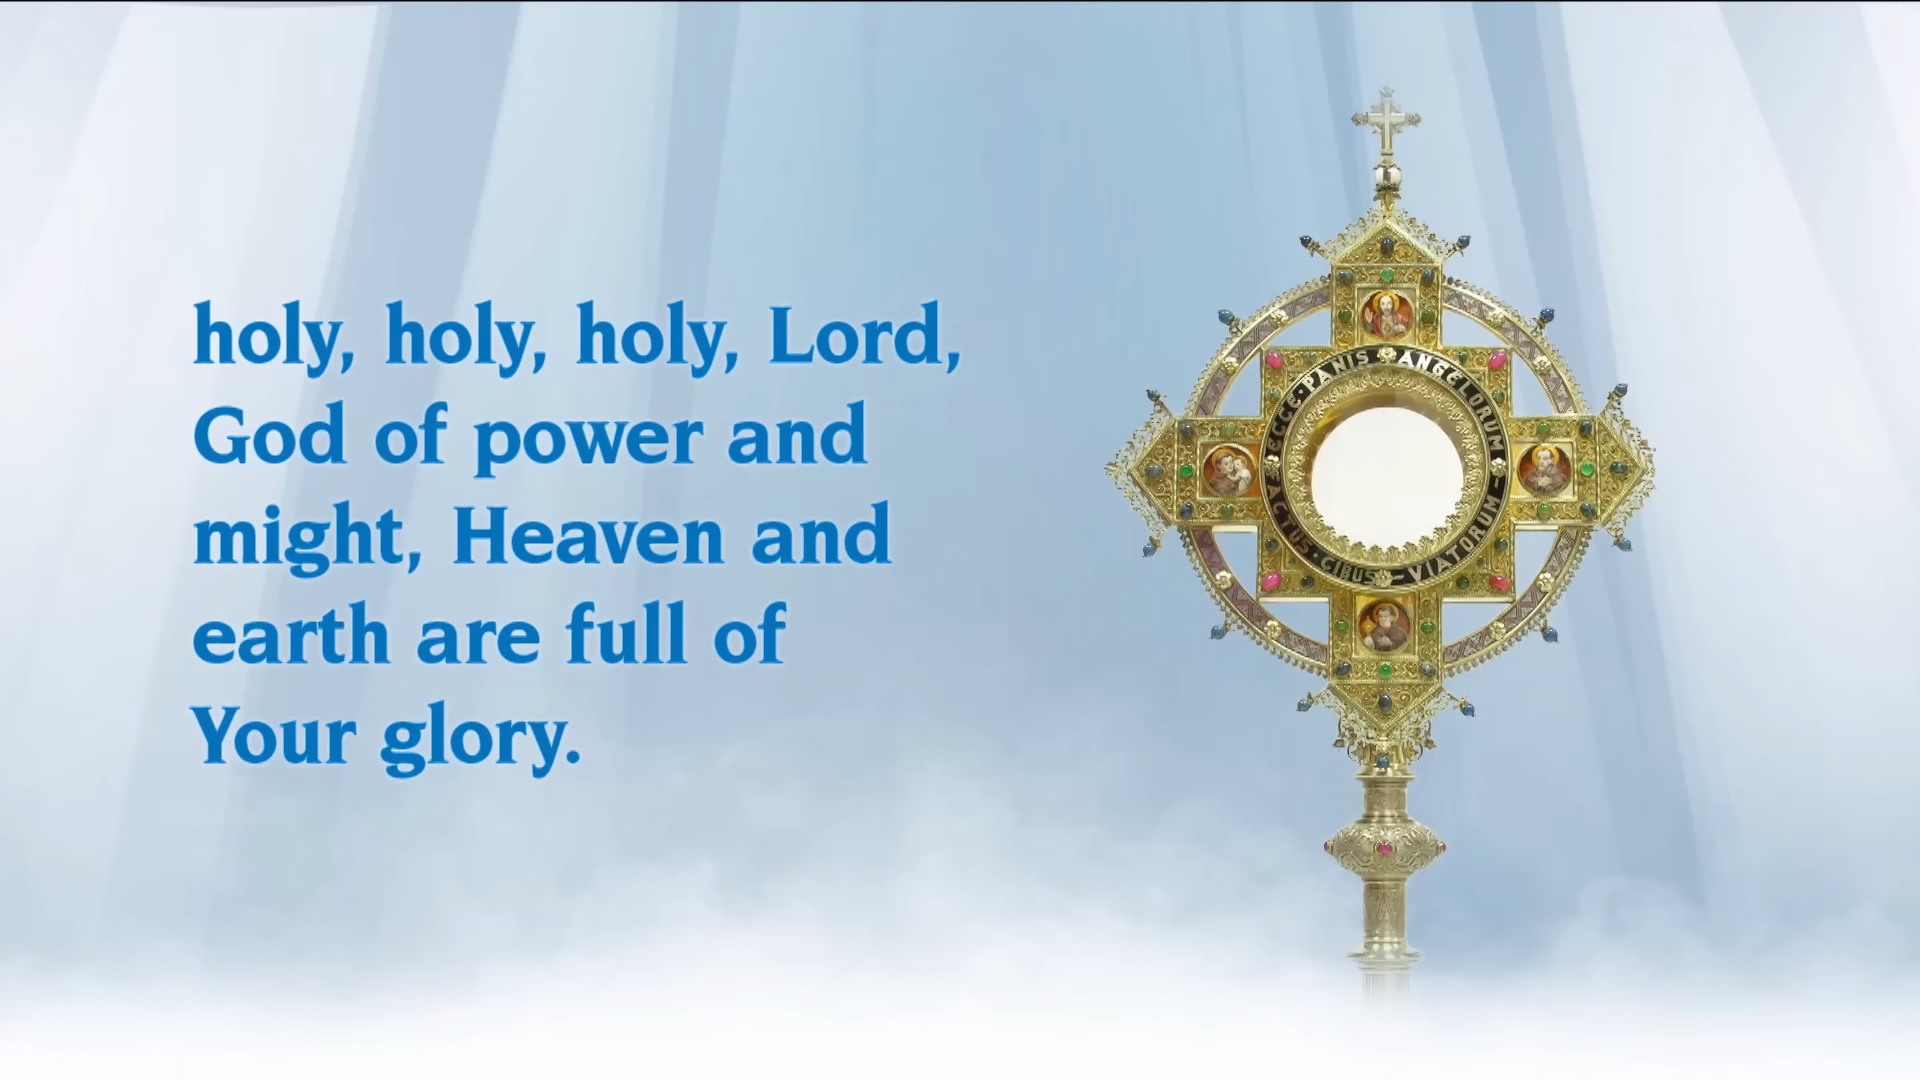 holy, holy, holy, Lord,
God of power and
might, Heaven and
earth are full of
Your glory.
ECCE · PANIS ANGELORUM
FACTUS · CIBUS – VIATORUM –